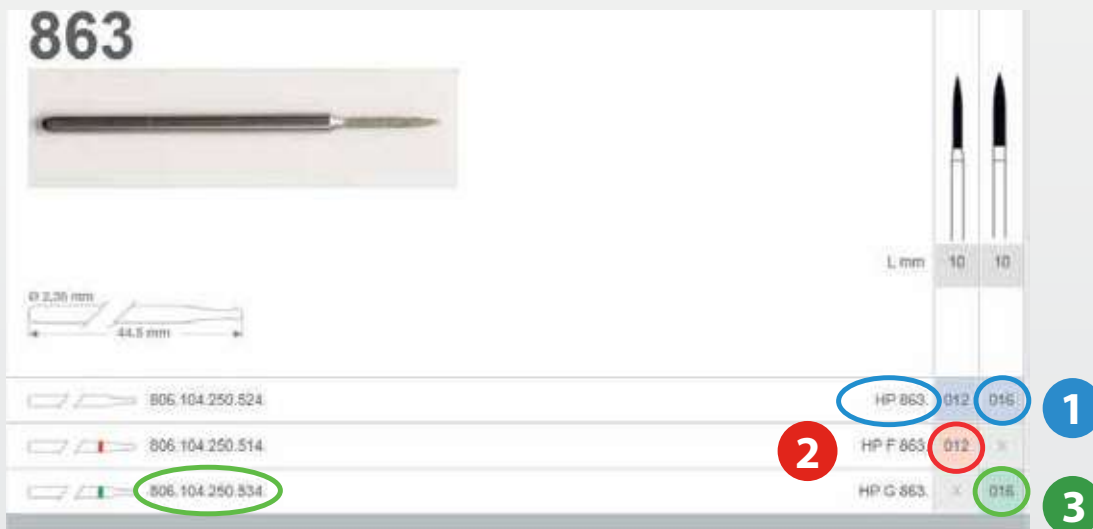 863
L mm 10 10
Ø 2,35 mm
44.5 mm
806.104.250.524. HP 863. 012. 016. 1
806.104.250.514. 2 HP F 863. 012. X
806.104.250.534. HP G 863. X 016. 3